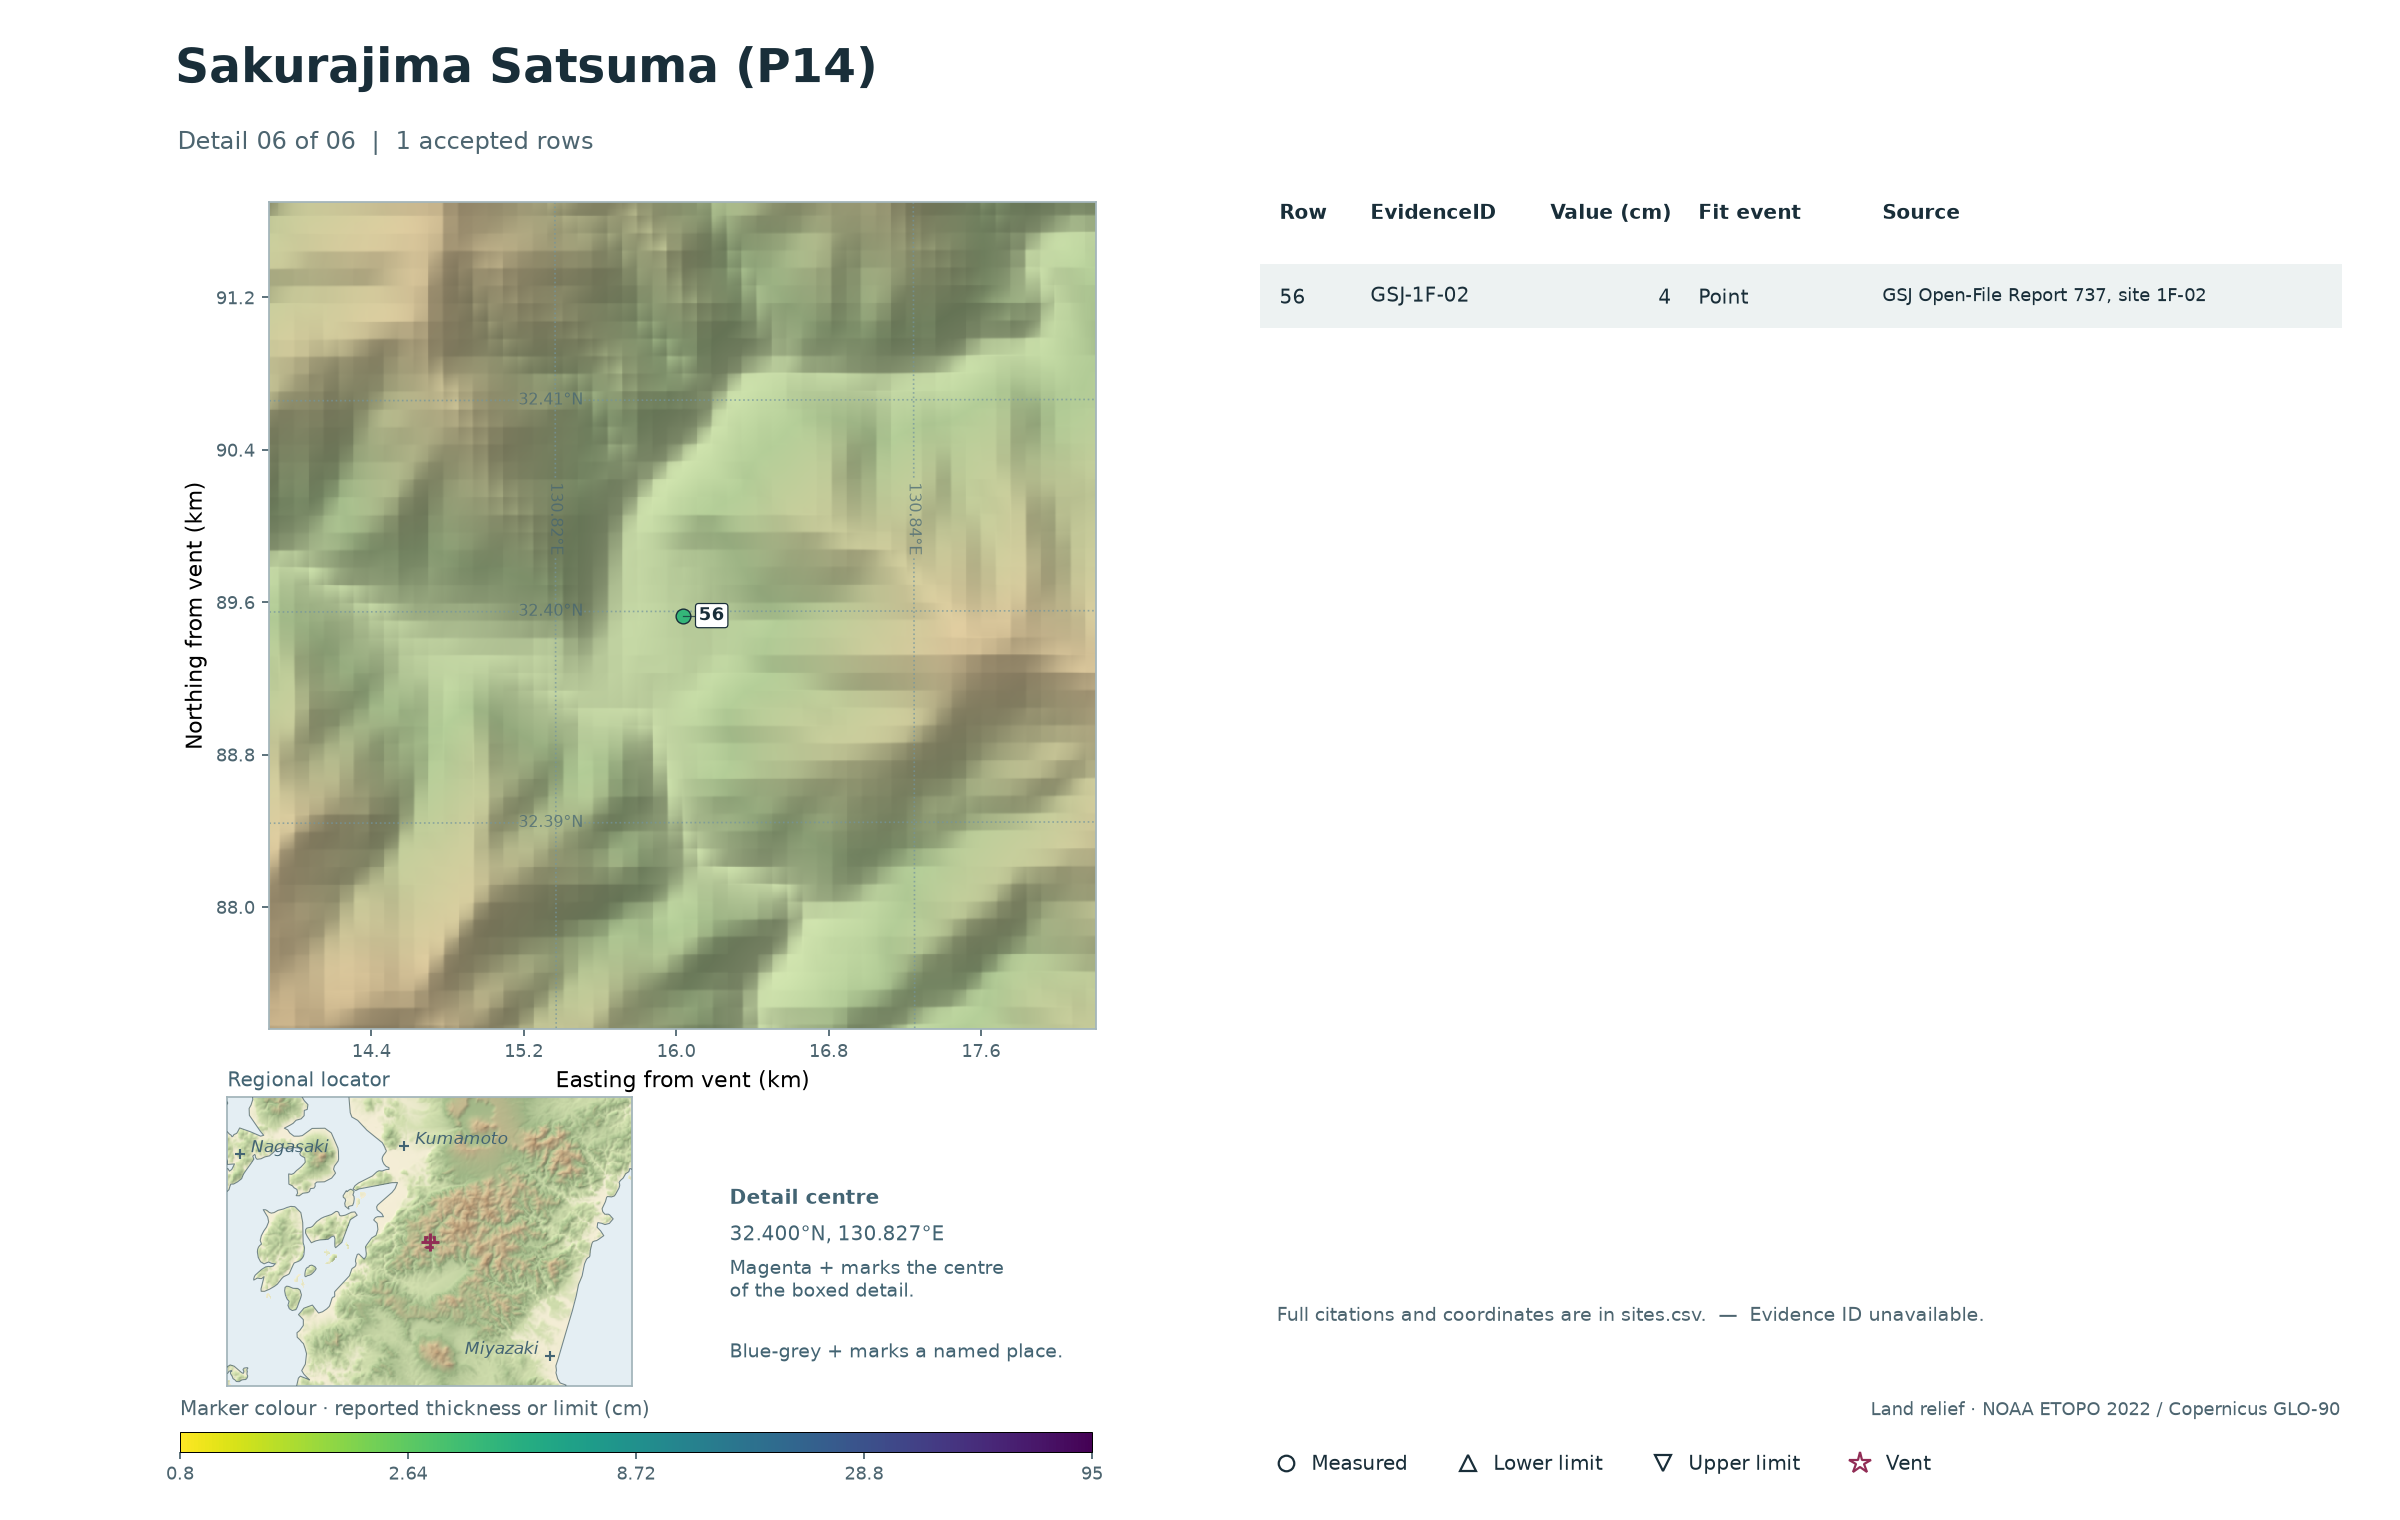 Sakurajima Satsuma (P14)
Detail 06 of 06 | 1 accepted rows
Row EvidenceID Value (cm) Fit event Source
56 GSJ-1F-02 4 Point GSJ Open-File Report 737, site 1F-02
Northing from vent (km)
91.2
90.4
89.6
88.8
88.0
32.41°N
32.40°N
32.39°N
130.82°E
130.84°E
56
14.4 15.2 16.0 16.8 17.6
Easting from vent (km)
Regional locator
Nagasaki
Kumamoto
Miyazaki
Detail centre
32.400°N, 130.827°E
Magenta + marks the centre
of the boxed detail.
Blue-grey + marks a named place.
Full citations and coordinates are in sites.csv. — Evidence ID unavailable.
Marker colour · reported thickness or limit (cm)
0.8 2.64 8.72 28.8 95
Land relief · NOAA ETOPO 2022 / Copernicus GLO-90
Measured Lower limit Upper limit Vent